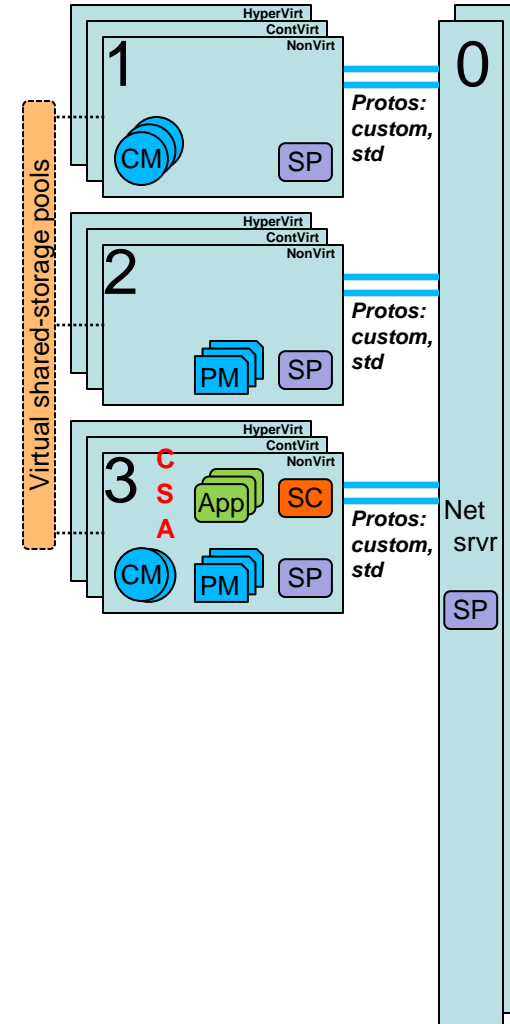 HyperVirt
ContVirt
NonVirt
1
CM
SP
Protos:
custom,
std
0
Virtual shared-storage pools
HyperVirt
ContVirt
NonVirt
2
PM
SP
Protos:
custom,
std
HyperVirt
ContVirt
NonVirt
3
C
S
A
App
SC
CM
PM
SP
Protos:
custom,
std
Net
srvr
SP